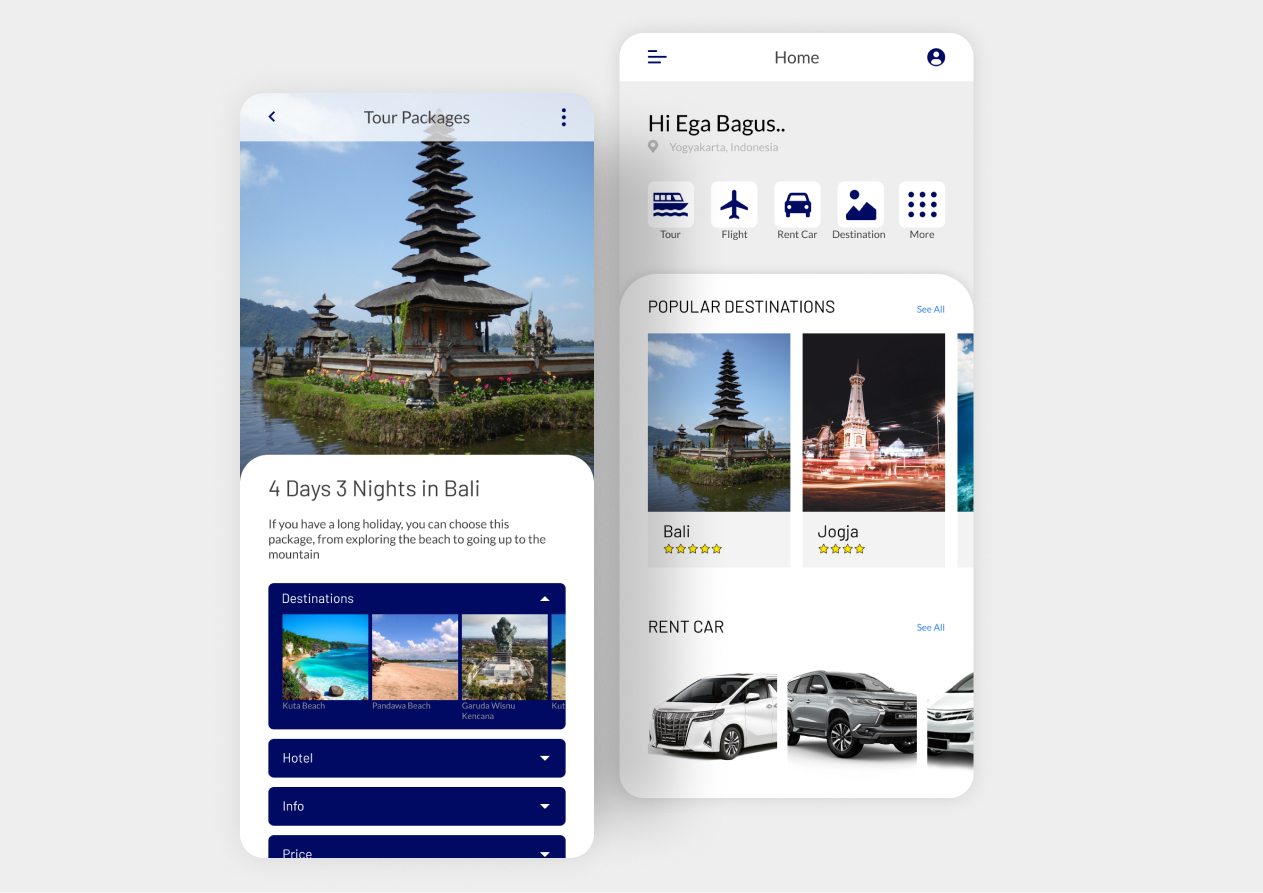 Tour Packages
4 Days 3 Nights in Bali
If you have a long holiday, you can choose this
package, from exploring the beach to going up to the
mountain
Destinations
Kuta Beach
Pandawa Beach
Garuda Wisnu
Kencana
Kut
Hotel
Info
Price
Home
Hi Ega Bagus..
Yogyakarta, Indonesia
Tour
Flight
Rent Car
Destination
More
POPULAR DESTINATIONS
See All
Bali
Jogja
RENT CAR
See All